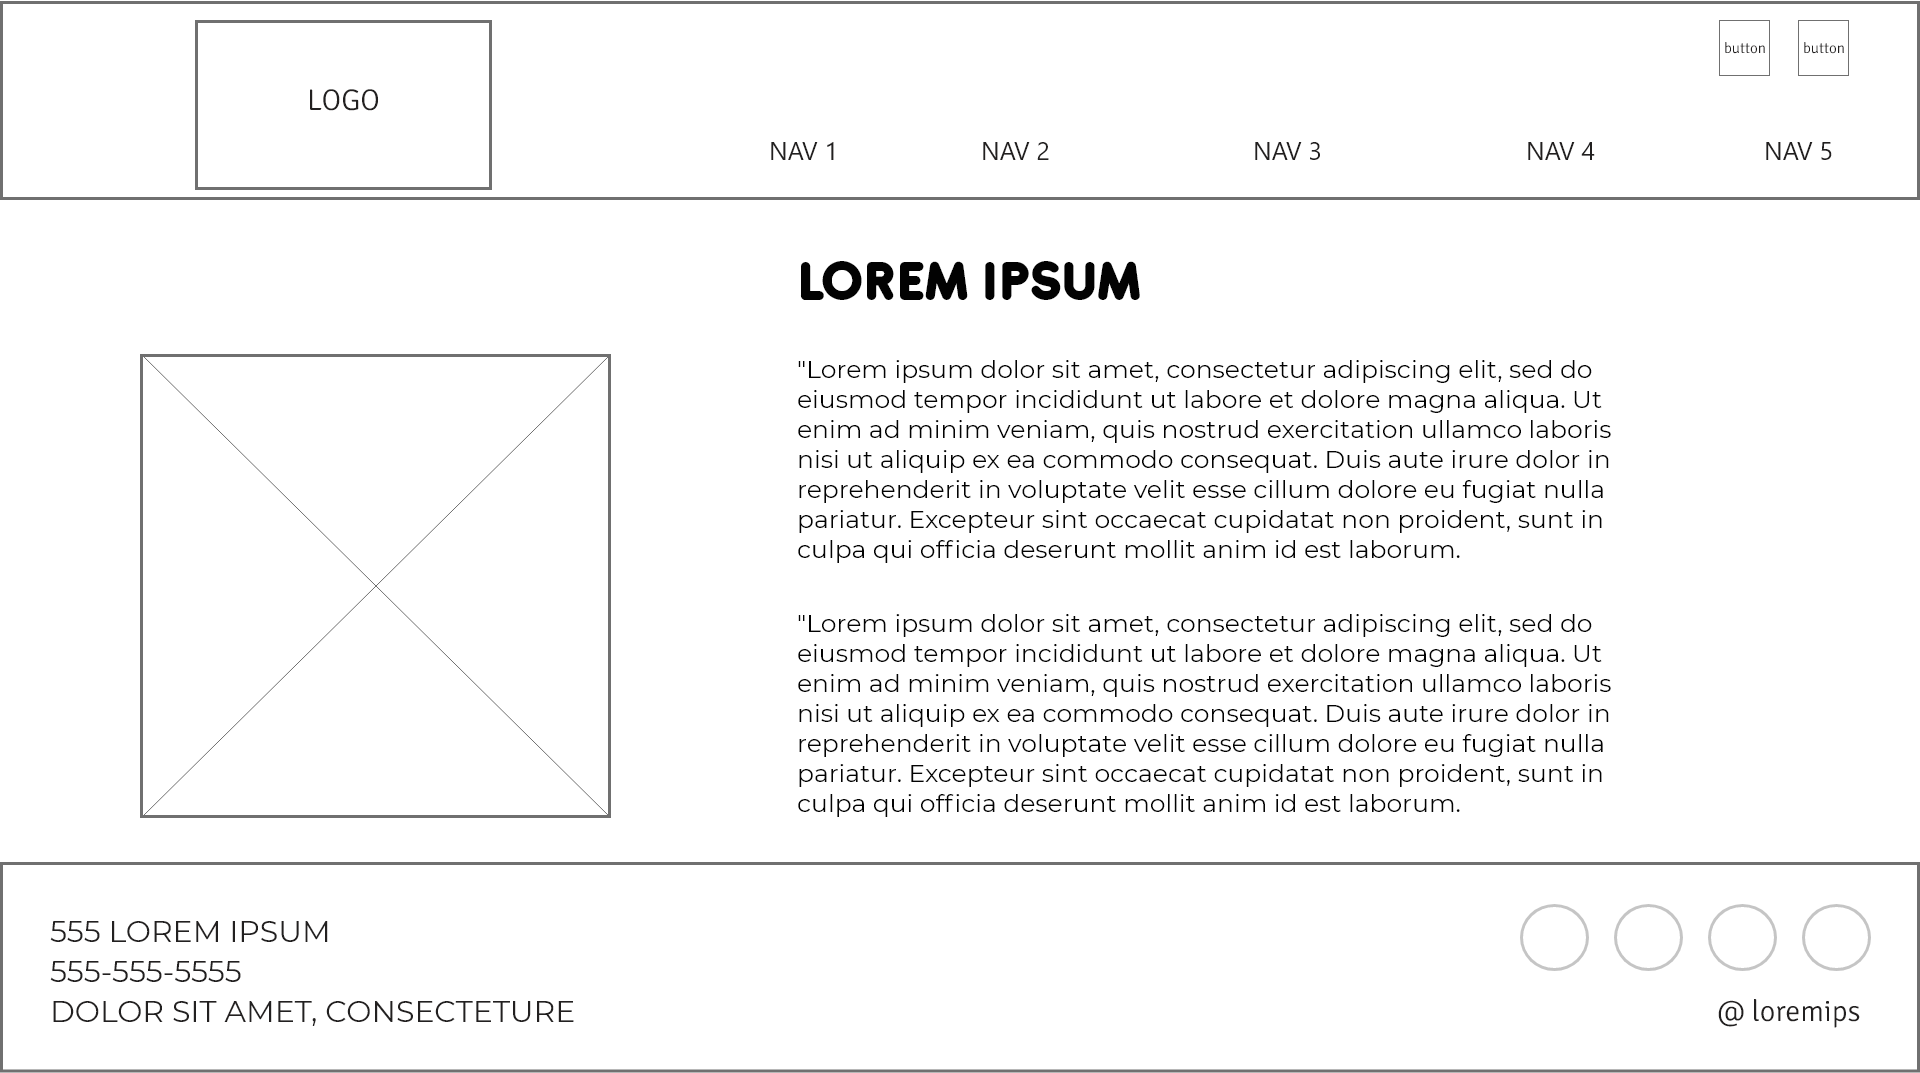 LOGO
button button
NAV 1 NAV 2 NAV 3 NAV 4 NAV 5
LOREM IPSUM
"Lorem ipsum dolor sit amet, consectetur adipiscing elit, sed do
eiusmod tempor incididunt ut labore et dolore magna aliqua. Ut
enim ad minim veniam, quis nostrud exercitation ullamco laboris
nisi ut aliquip ex ea commodo consequat. Duis aute irure dolor in
reprehenderit in voluptate velit esse cillum dolore eu fugiat nulla
pariatur. Excepteur sint occaecat cupidatat non proident, sunt in
culpa qui officia deserunt mollit anim id est laborum.
"Lorem ipsum dolor sit amet, consectetur adipiscing elit, sed do
eiusmod tempor incididunt ut labore et dolore magna aliqua. Ut
enim ad minim veniam, quis nostrud exercitation ullamco laboris
nisi ut aliquip ex ea commodo consequat. Duis aute irure dolor in
reprehenderit in voluptate velit esse cillum dolore eu fugiat nulla
pariatur. Excepteur sint occaecat cupidatat non proident, sunt in
culpa qui officia deserunt mollit anim id est laborum.
555 LOREM IPSUM
555-555-5555
DOLOR SIT AMET, CONSECTETURE
@ loremips